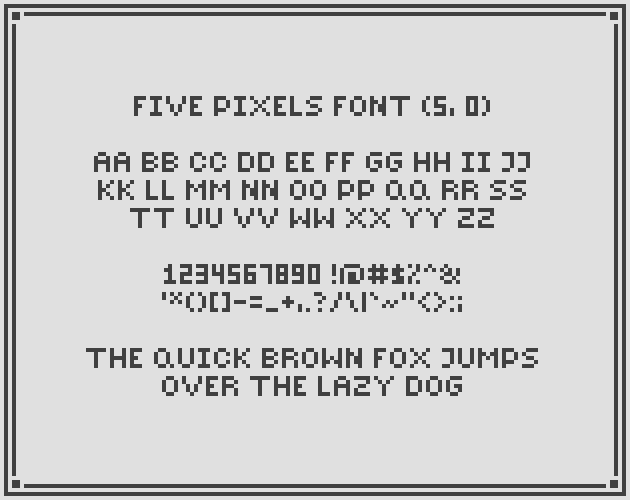 FIVE PIXELS FONT (5, 0)
AA BB CC DD EE FF GG HH II JJ
KK LL MM NN OO PP QQ RR SS
TT UU VV WW XX YY ZZ
1234567890 !@#$%^&
'*()[]-=_+,.?/\|`~"<>:;
THE QUICK BROWN FOX JUMPS
OVER THE LAZY DOG